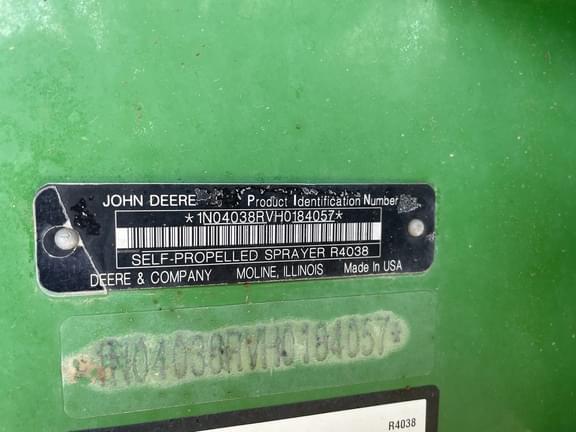 JOHN DEERE Product Identification Number
*1N04038RVH0184057*
SELF-PROPELLED SPRAYER R4038
DEERE & COMPANY MOLINE, ILLINOIS Made In USA
1N04038RVH0184057*
R4038